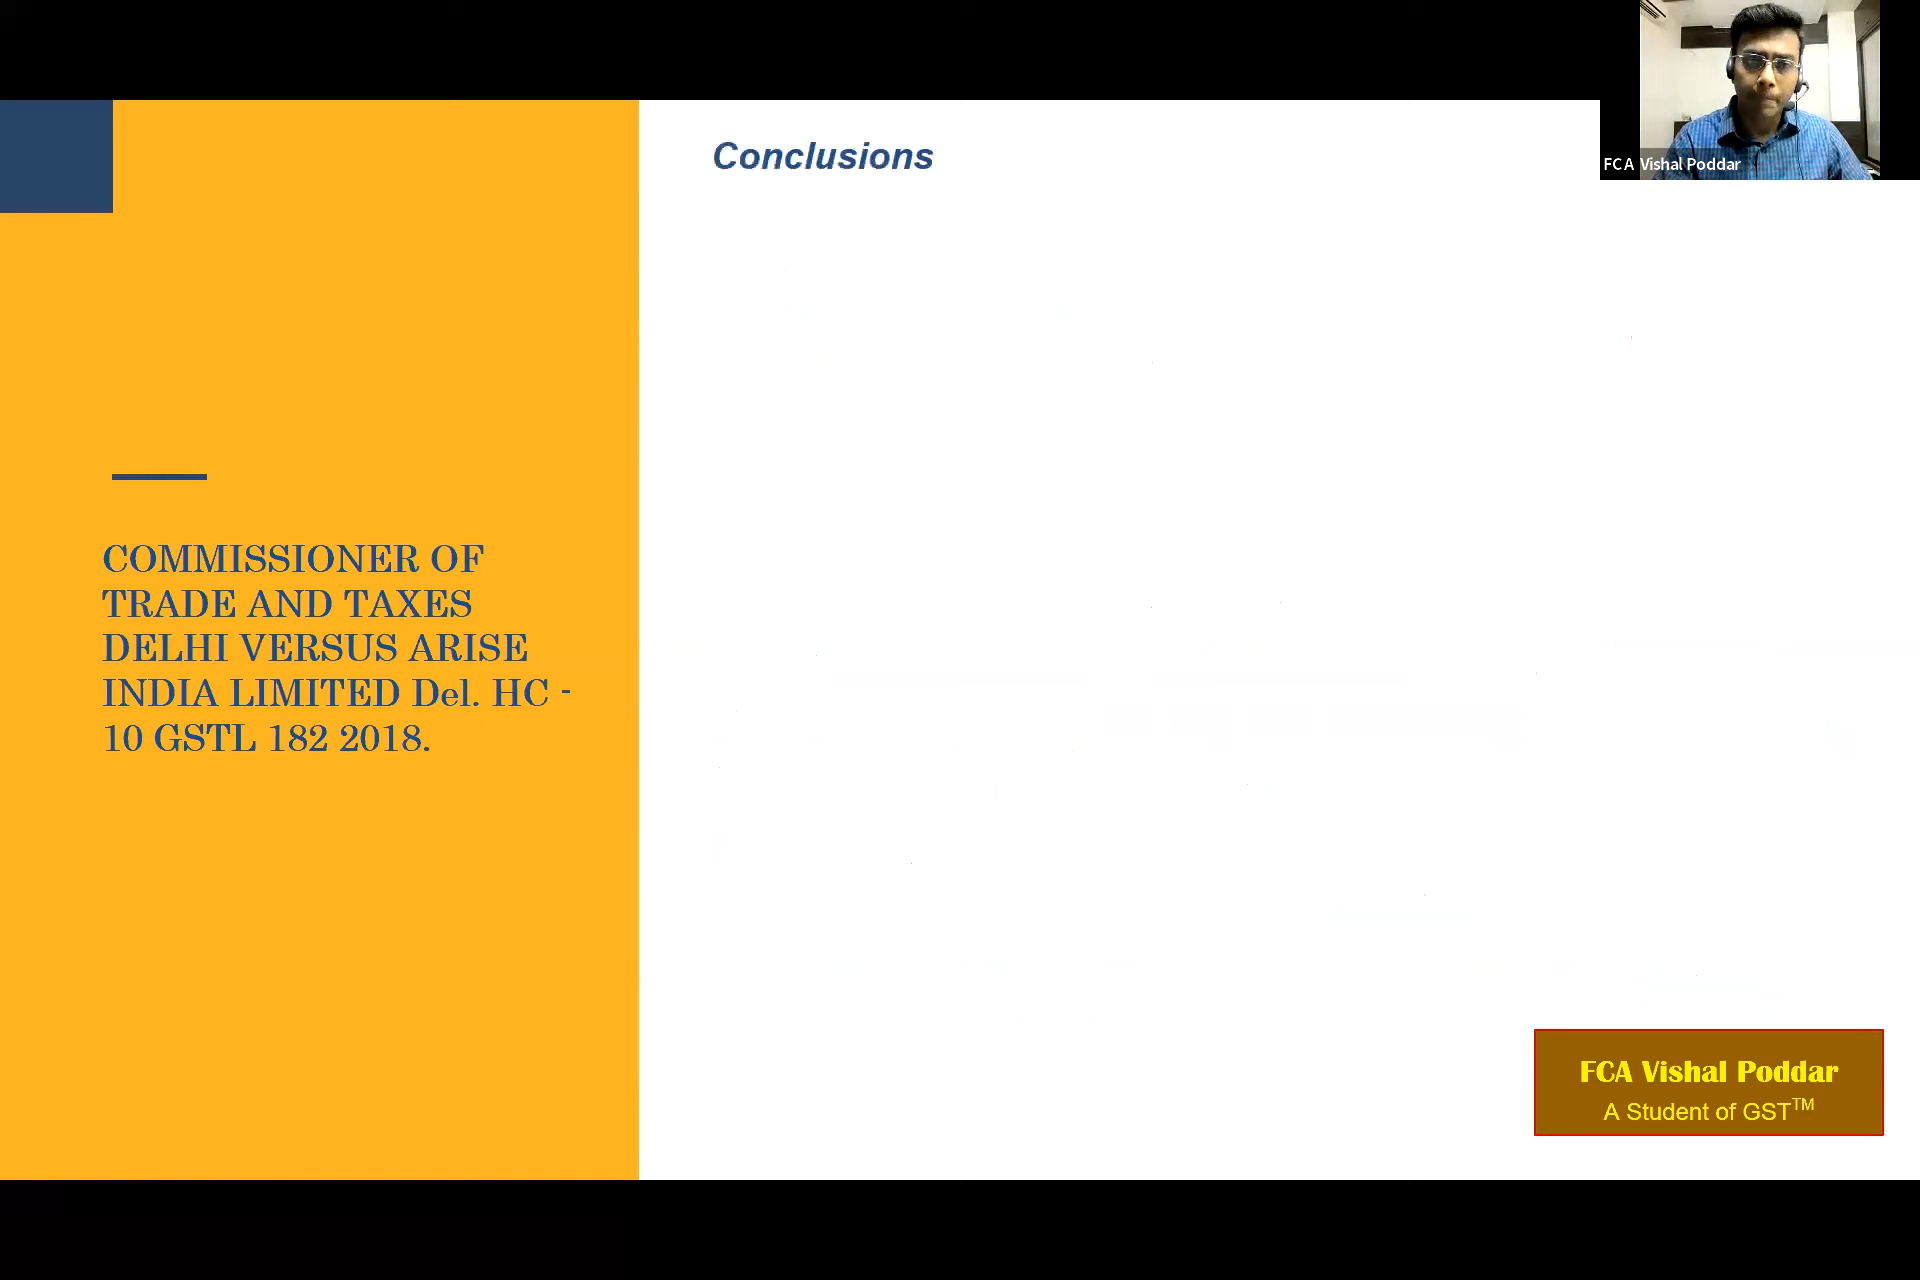 FCA Vishal Poddar
Conclusions
COMMISSIONER OF
TRADE AND TAXES
DELHI VERSUS ARISE
INDIA LIMITED Del. HC -
10 GSTL 182 2018.
FCA Vishal Poddar
A Student of GST™